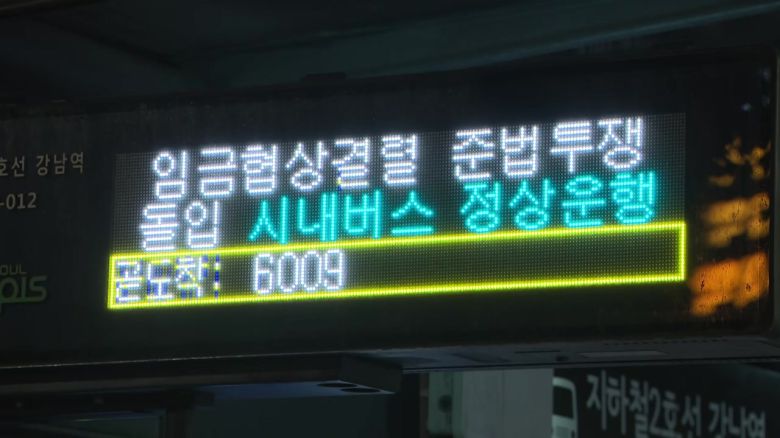 호선 강남역
-012
임금협상결렬 준법투쟁
돌입 시내버스 정상운행
곧도착: 6009
지하철2호선 강남역